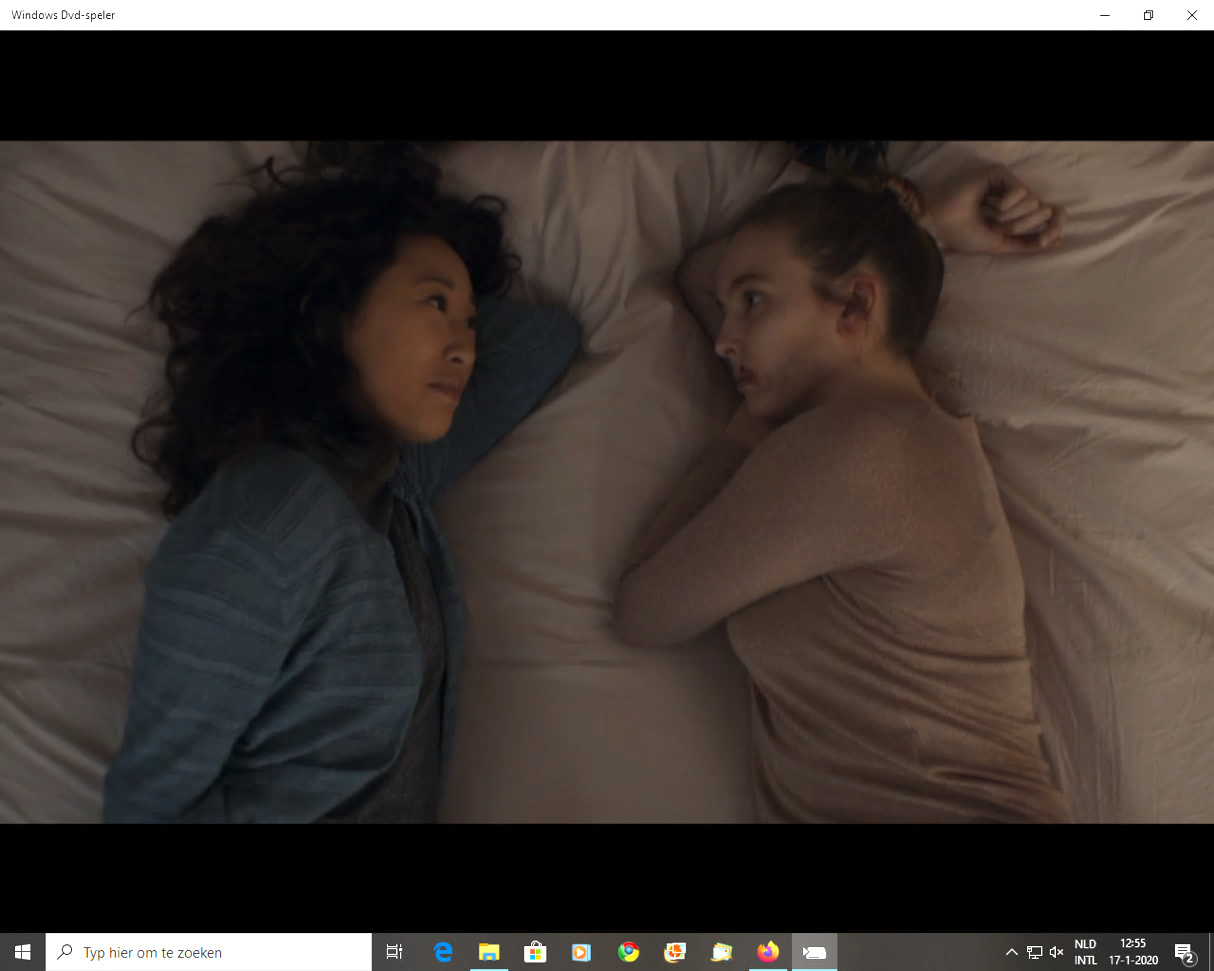 Windows Dvd-speler
Typ hier om te zoeken
NLD
INTL
12:55
17-1-2020
2